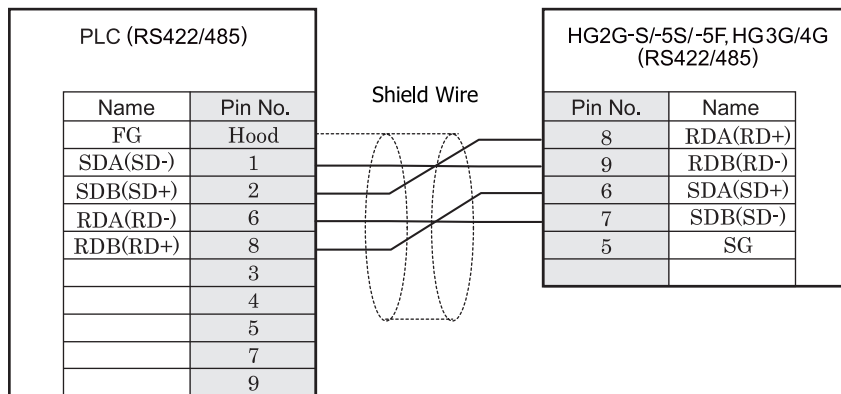 PLC (RS422/485)
Name Pin No.
FG Hood
SDA(SD-) 1
SDB(SD+) 2
RDA(RD-) 6
RDB(RD+) 8
3
4
5
7
9
Shield Wire
HG2G-S/-5S/-5F, HG3G/4G
(RS422/485)
Pin No. Name
8 RDA(RD+)
9 RDB(RD-)
6 SDA(SD+)
7 SDB(SD-)
5 SG